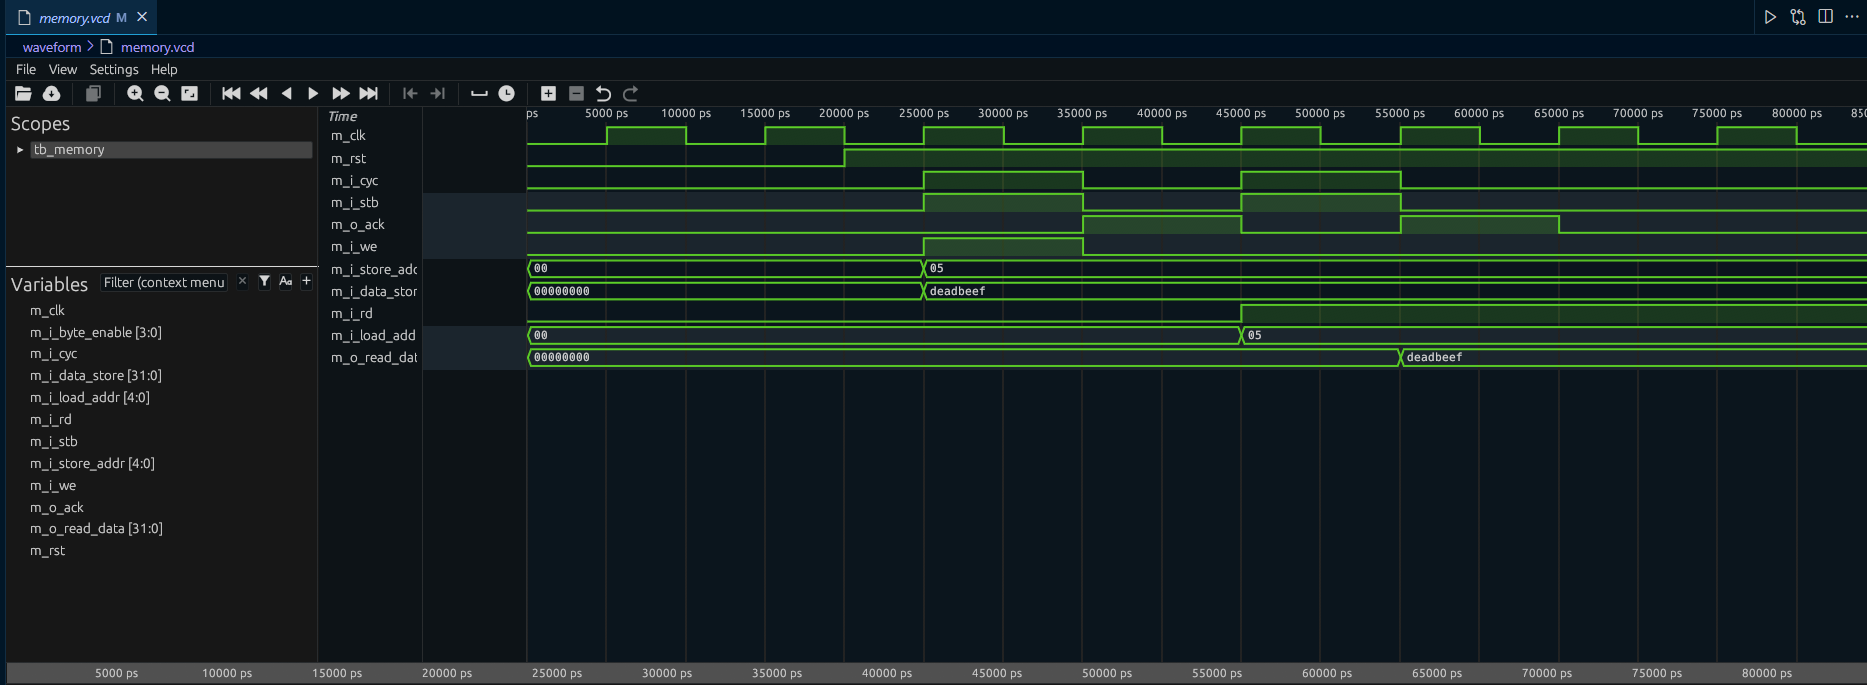 memory.vcd M
waveform > memory.vcd
File View Settings Help
Scopes
tb_memory
Variables
Filter (context menu
m_clk
m_i_byte_enable [3:0]
m_i_cyc
m_i_data_store [31:0]
m_i_load_addr [4:0]
m_i_rd
m_i_stb
m_i_store_addr [4:0]
m_i_we
m_o_ack
m_o_read_data [31:0]
m_rst
Time
ps 5000 ps 10000 ps 15000 ps 20000 ps 25000 ps 30000 ps 35000 ps 40000 ps 45000 ps 50000 ps 55000 ps 60000 ps 65000 ps 70000 ps 75000 ps 80000 ps 850
m_clk
m_rst
m_i_cyc
m_i_stb
m_o_ack
m_i_we
m_i_store_add 00 05
m_i_data_stor 00000000 deadbeef
m_i_rd
m_i_load_add 00 05
m_o_read_dat 00000000 deadbeef
5000 ps 10000 ps 15000 ps 20000 ps 25000 ps 30000 ps 35000 ps 40000 ps 45000 ps 50000 ps 55000 ps 60000 ps 65000 ps 70000 ps 75000 ps 80000 ps